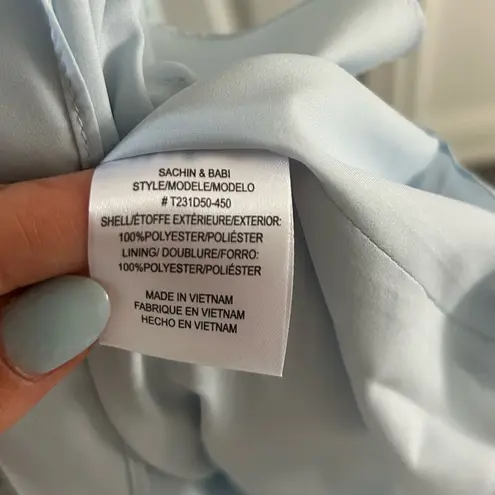 SACHIN & BABI
STYLE/MODELE/MODELO
# T231D50-450
SHELL/ÉTOFFE EXTÉRIEURE/EXTERIOR:
100%POLYESTER/POLIÉSTER
LINING/ DOUBLURE/FORRO:
100%POLYESTER/POLIÉSTER
MADE IN VIETNAM
FABRIQUE EN VIETNAM
HECHO EN VIETNAM